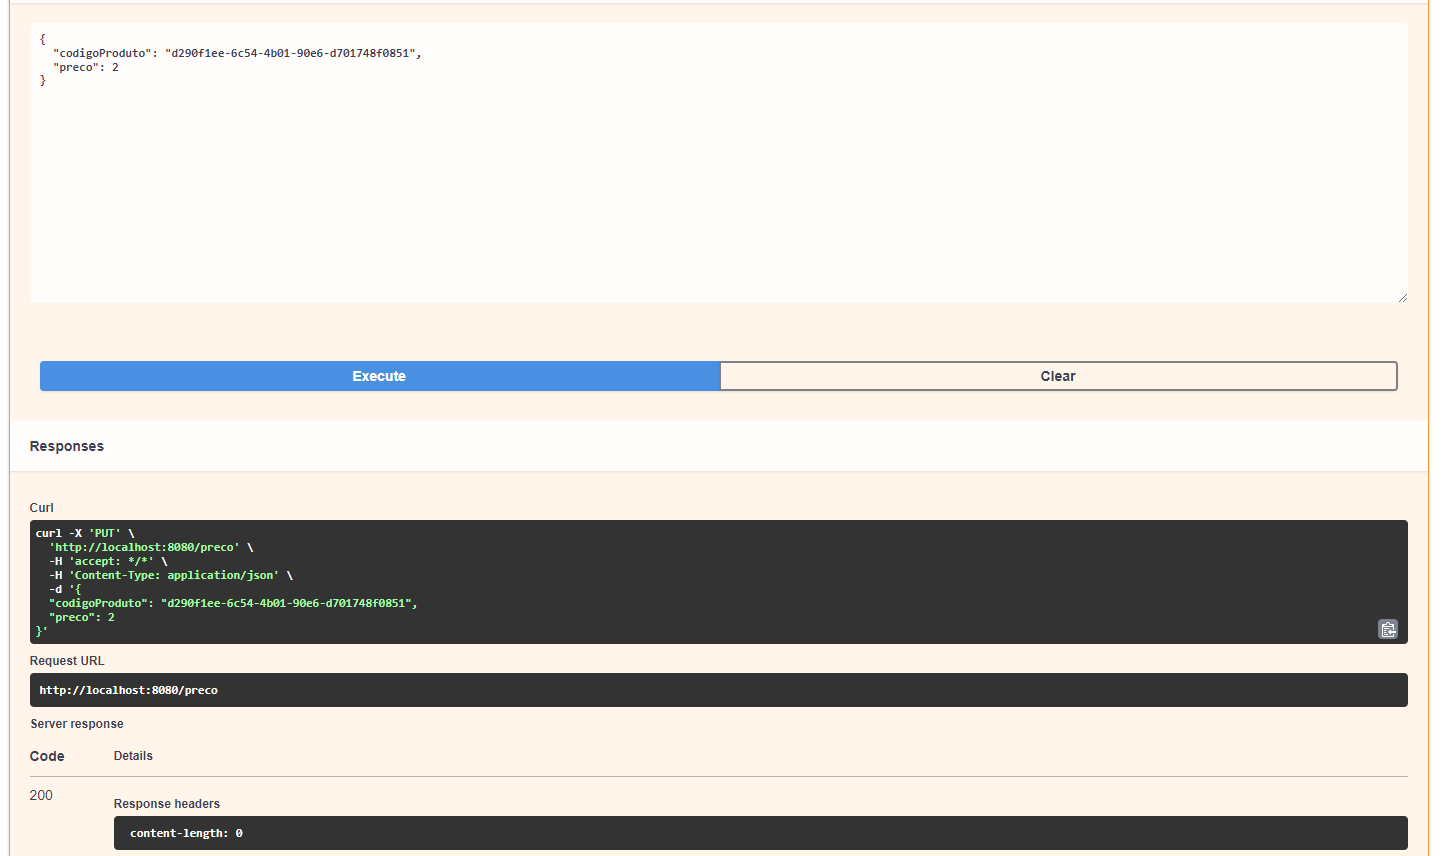 {
  "codigoProduto": "d290f1ee-6c54-4b01-90e6-d701748f0851",
  "preco": 2
}
Execute
Clear
Responses
Curl
curl -X 'PUT' \
  'http://localhost:8080/preco' \
  -H 'accept: */*' \
  -H 'Content-Type: application/json' \
  -d '{
  "codigoProduto": "d290f1ee-6c54-4b01-90e6-d701748f0851",
  "preco": 2
}'
Request URL
http://localhost:8080/preco
Server response
Code Details
200
Response headers
content-length: 0